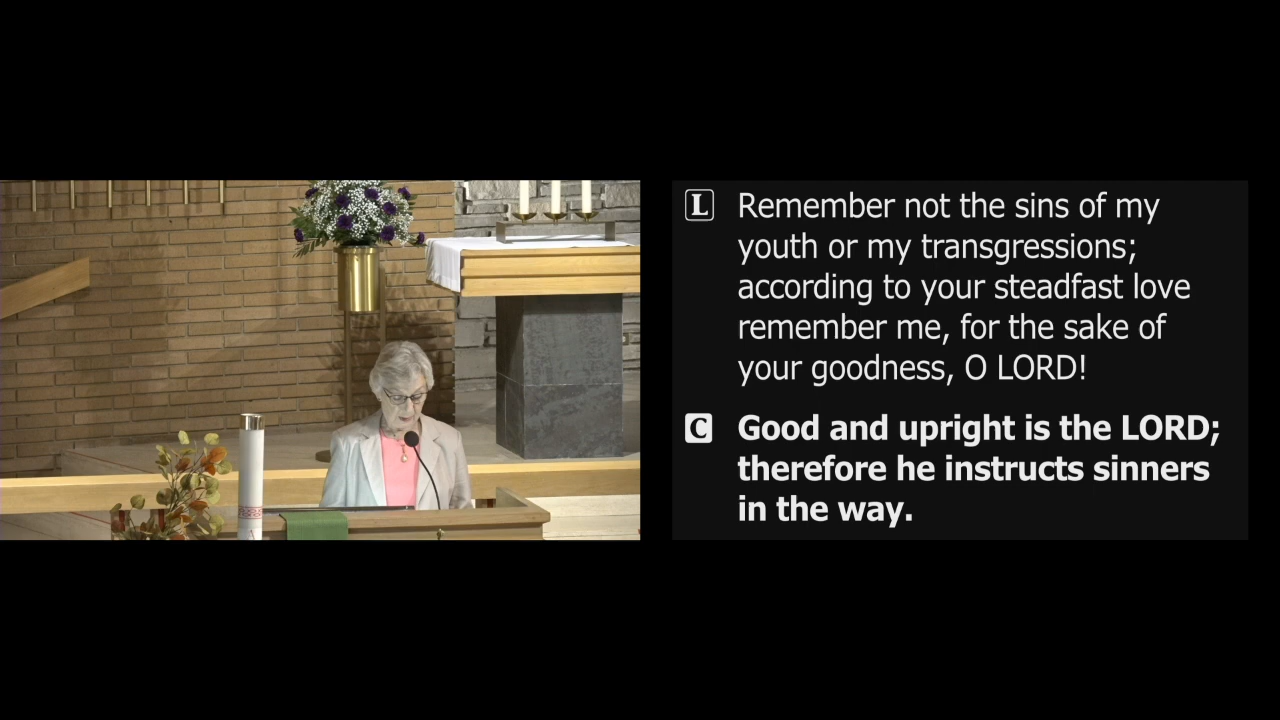 L Remember not the sins of my
youth or my transgressions;
according to your steadfast love
remember me, for the sake of
your goodness, O LORD!
C Good and upright is the LORD;
therefore he instructs sinners
in the way.